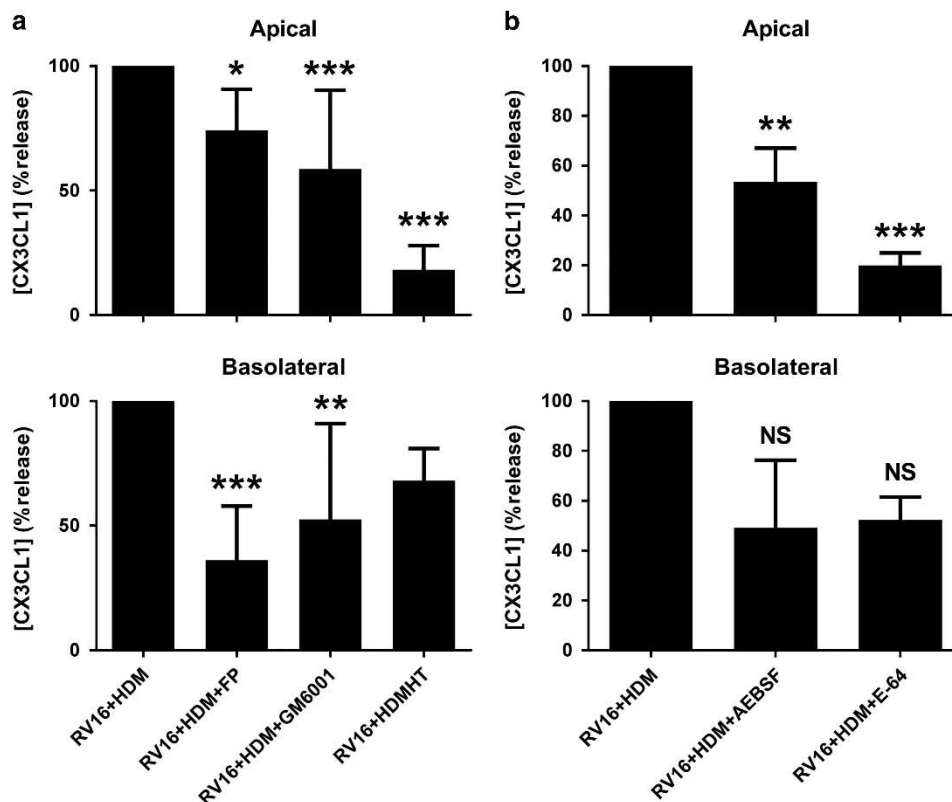 a
Apical
[CX3CL1] (%release)
100
50
0
*
***
***
Basolateral
[CX3CL1] (%release)
100
50
0
***
**
RV16+HDM
RV16+HDM+FP
RV16+HDM+GM6001
RV16+HDMHT
b
Apical
[CX3CL1] (%release)
100
80
60
40
20
0
**
***
Basolateral
[CX3CL1] (%release)
100
80
60
40
20
0
NS
NS
RV16+HDM
RV16+HDM+AEBSF
RV16+HDM+E-64